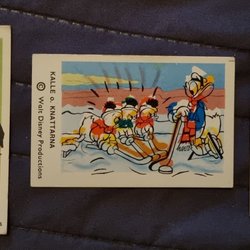 KALLE o. KNATTARNA
© Walt Disney Productions